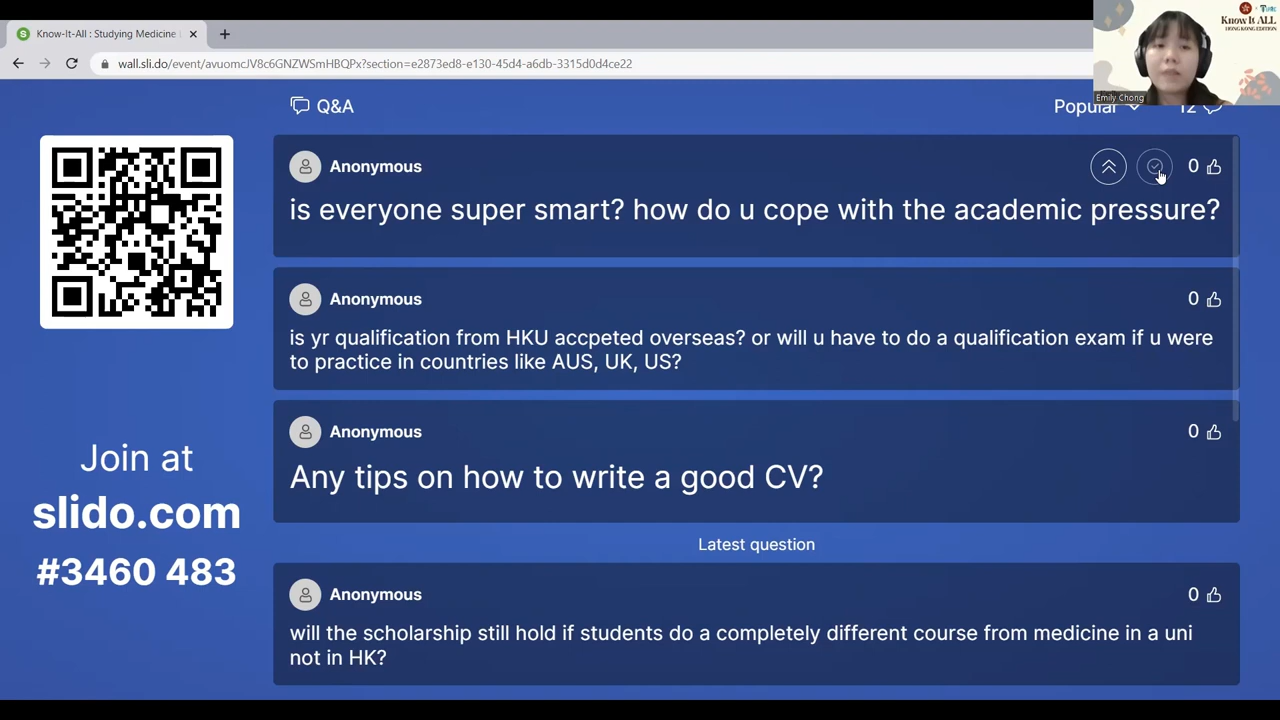 Know-It-All : Studying Medicine
wall.sli.do/event/avuomcJV8c6GNZWSmHBQPx?section=e2873ed8-e130-45d4-a6db-3315d0d4ce22
Know It ALL
HONG KONG EDITION
Emily Chong
Q&A
Popular
12
Anonymous
0
is everyone super smart? how do u cope with the academic pressure?
Anonymous
0
is yr qualification from HKU accpeted overseas? or will u have to do a qualification exam if u were
to practice in countries like AUS, UK, US?
Anonymous
0
Any tips on how to write a good CV?
Join at
slido.com
#3460 483
Latest question
Anonymous
0
will the scholarship still hold if students do a completely different course from medicine in a uni
not in HK?